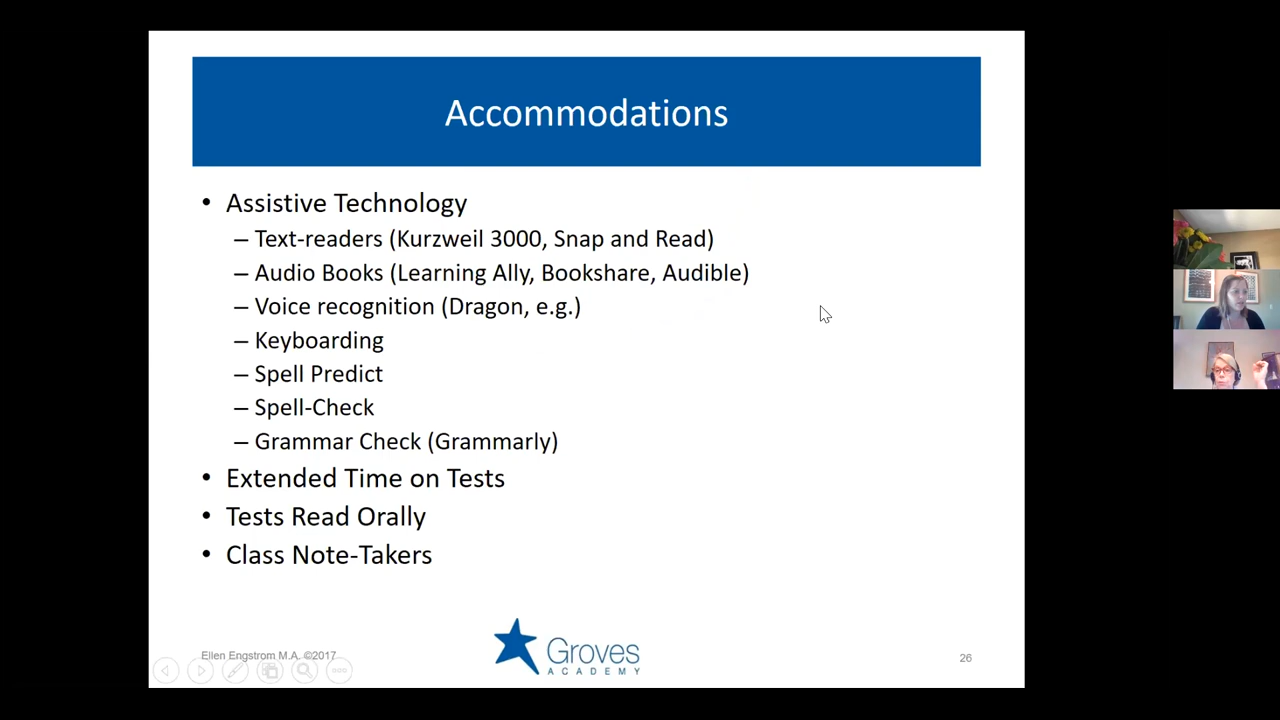 Accommodations
• Assistive Technology
– Text-readers (Kurzweil 3000, Snap and Read)
– Audio Books (Learning Ally, Bookshare, Audible)
– Voice recognition (Dragon, e.g.)
– Keyboarding
– Spell Predict
– Spell-Check
– Grammar Check (Grammarly)
• Extended Time on Tests
• Tests Read Orally
• Class Note-Takers
Ellen Engstrom M.A. ©2017
Groves
ACADEMY
26